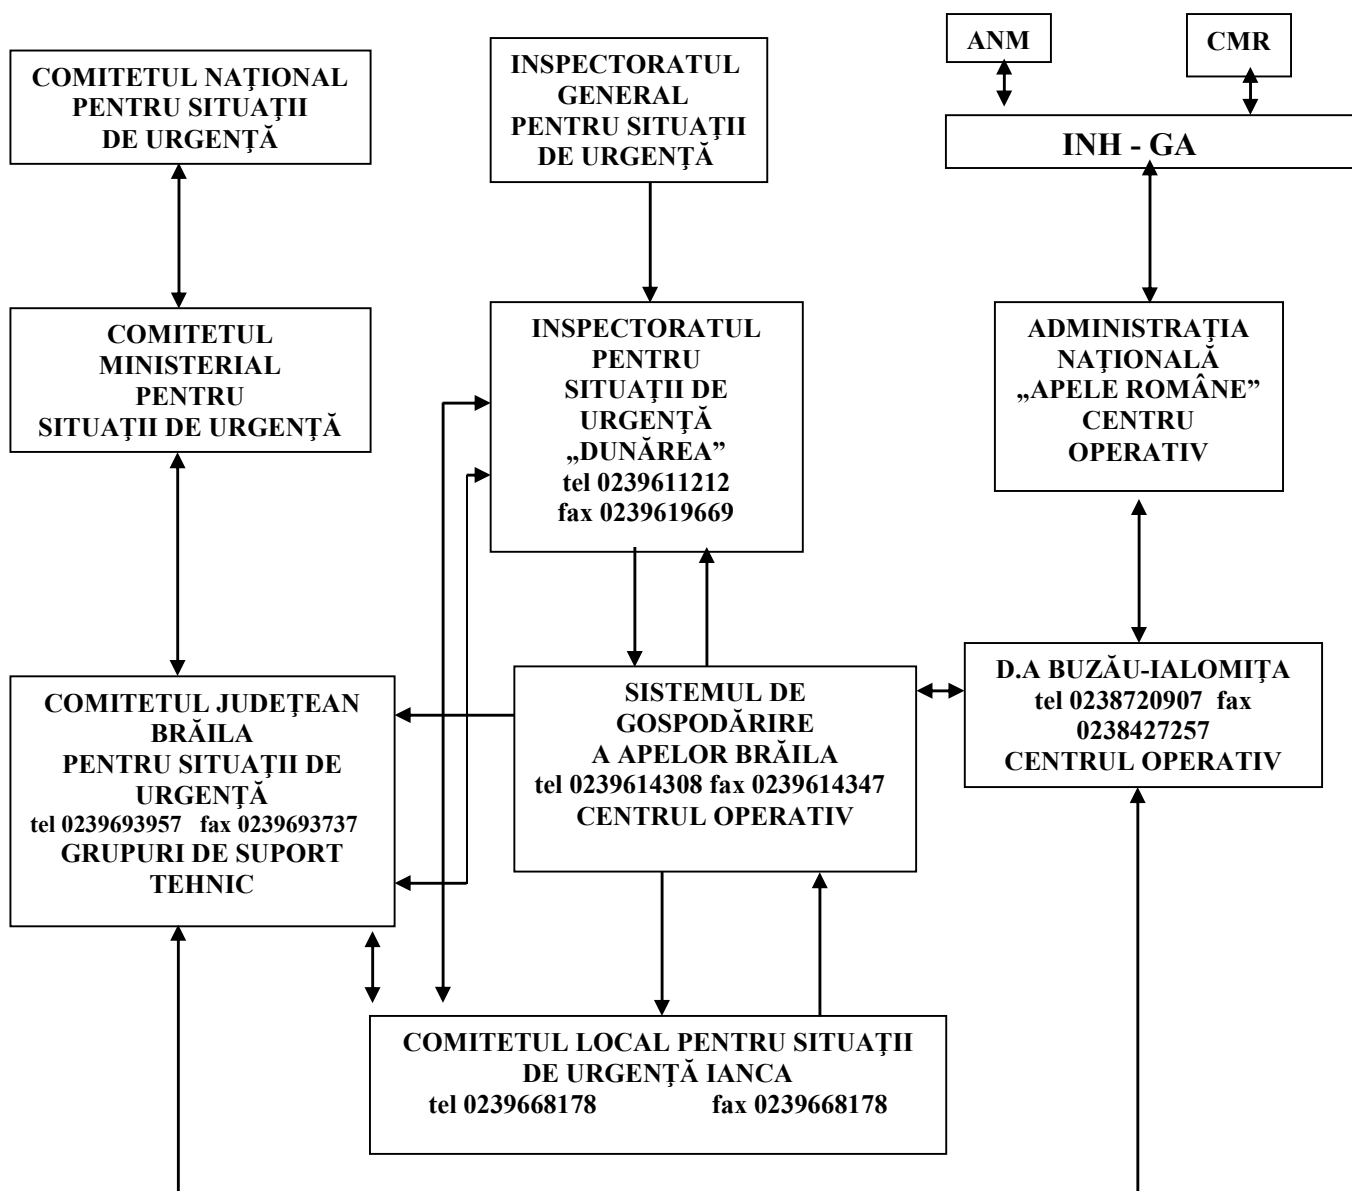 COMITETUL NAŢIONAL
PENTRU SITUAŢII
DE URGENŢĂ
INSPECTORATUL
GENERAL
PENTRU SITUAŢII
DE URGENŢĂ
ANM
CMR
INH - GA
COMITETUL
MINISTERIAL
PENTRU
SITUAŢII DE URGENŢĂ
INSPECTORATUL
PENTRU
SITUAŢII DE
URGENŢĂ
„DUNĂREA”
tel 0239611212
fax 0239619669
ADMINISTRAŢIA
NAŢIONALĂ
„APELE ROMÂNE”
CENTRU
OPERATIV
COMITETUL JUDEŢEAN
BRĂILA
PENTRU SITUAŢII DE
URGENŢĂ
tel 0239693957 fax 0239693737
GRUPURI DE SUPORT
TEHNIC
SISTEMUL DE
GOSPODĂRIRE
A APELOR BRĂILA
tel 0239614308 fax 0239614347
CENTRUL OPERATIV
D.A BUZĂU-IALOMIŢA
tel 0238720907 fax
0238427257
CENTRUL OPERATIV
COMITETUL LOCAL PENTRU SITUAŢII
DE URGENŢĂ IANCA
tel 0239668178 fax 0239668178